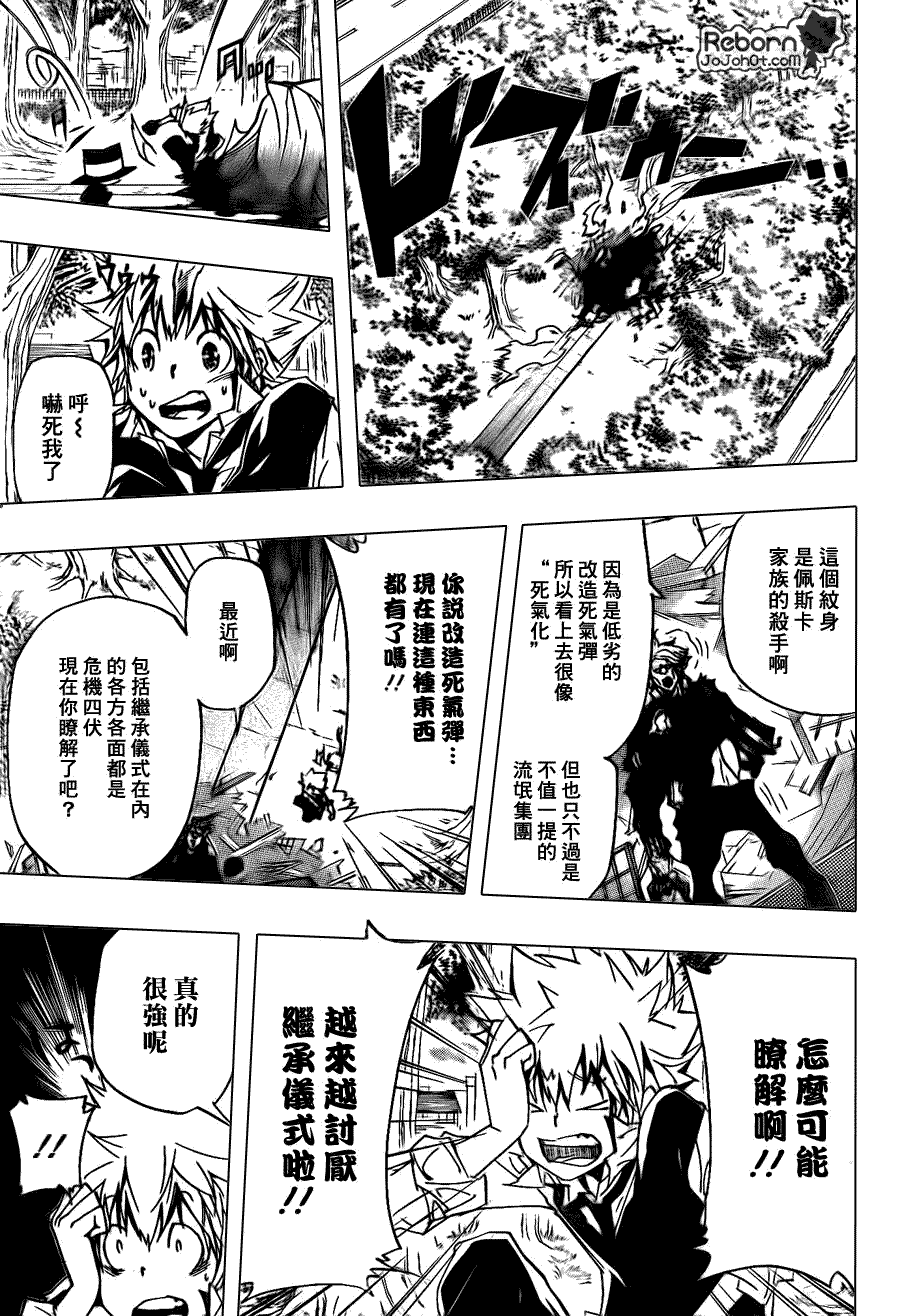 Reborn
JoJoHot.com
ドズゥーー
呼～
嚇死我了
這個紋身
是佩斯卡
家族的殺手啊
因為是低劣的
改造死氣彈
所以看上去很像
“死氣化”
但也只不過是
不值一提的
流氓集團
你說改造死氣彈…
現在連這種東西
都有了嗎!!
最近啊
包括繼承儀式在內
的各方各面都是
危機四伏
現在你瞭解了吧？
怎麼可能
瞭解啊!!
越來越討厭
繼承儀式啦!!
真的
很強呢
!!